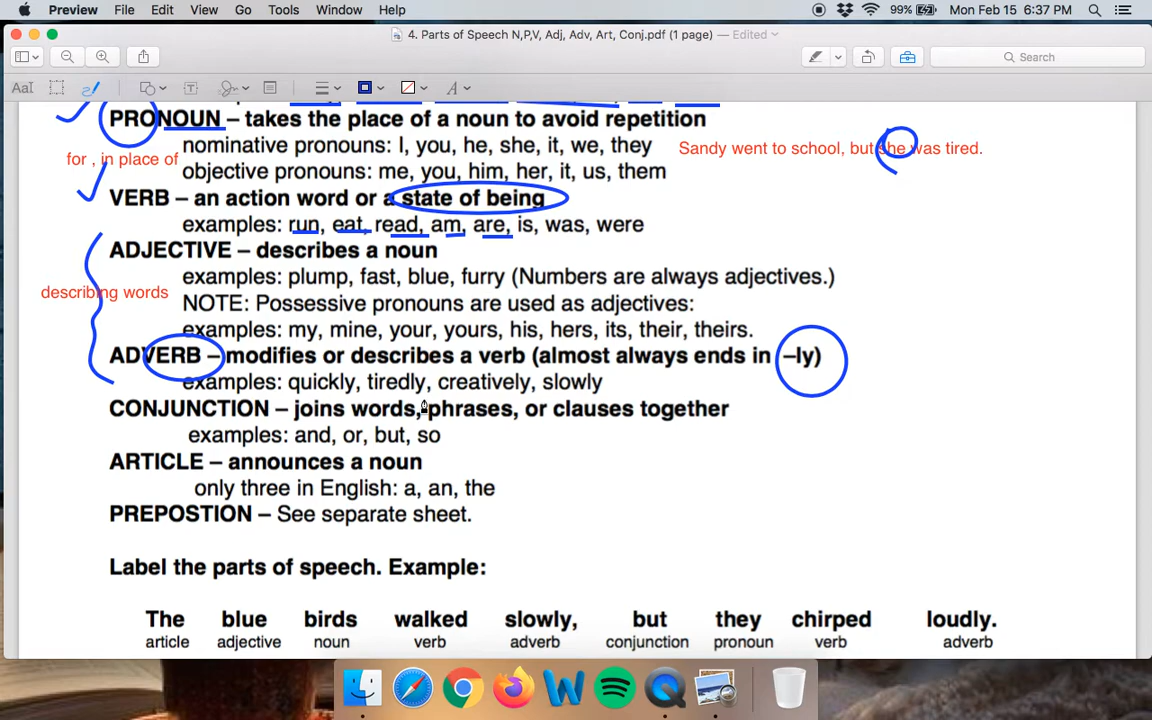 Preview File Edit View Go Tools Window Help 99% Mon Feb 15 6:37 PM
4. Parts of Speech N,P,V, Adj, Adv, Art, Conj.pdf (1 page) — Edited
Search
AaI T A
PRONOUN – takes the place of a noun to avoid repetition
nominative pronouns: I, you, he, she, it, we, they
Sandy went to school, but she was tired.
for , in place of
objective pronouns: me, you, him, her, it, us, them
VERB – an action word or a state of being
examples: run, eat, read, am, are, is, was, were
ADJECTIVE – describes a noun
examples: plump, fast, blue, furry (Numbers are always adjectives.)
describing words
NOTE: Possessive pronouns are used as adjectives:
examples: my, mine, your, yours, his, hers, its, their, theirs.
ADVERB – modifies or describes a verb (almost always ends in –ly)
examples: quickly, tiredly, creatively, slowly
CONJUNCTION – joins words, phrases, or clauses together
examples: and, or, but, so
ARTICLE – announces a noun
only three in English: a, an, the
PREPOSTION – See separate sheet.
Label the parts of speech. Example:
The blue birds walked slowly, but they chirped loudly.
article adjective noun verb adverb conjunction pronoun verb adverb